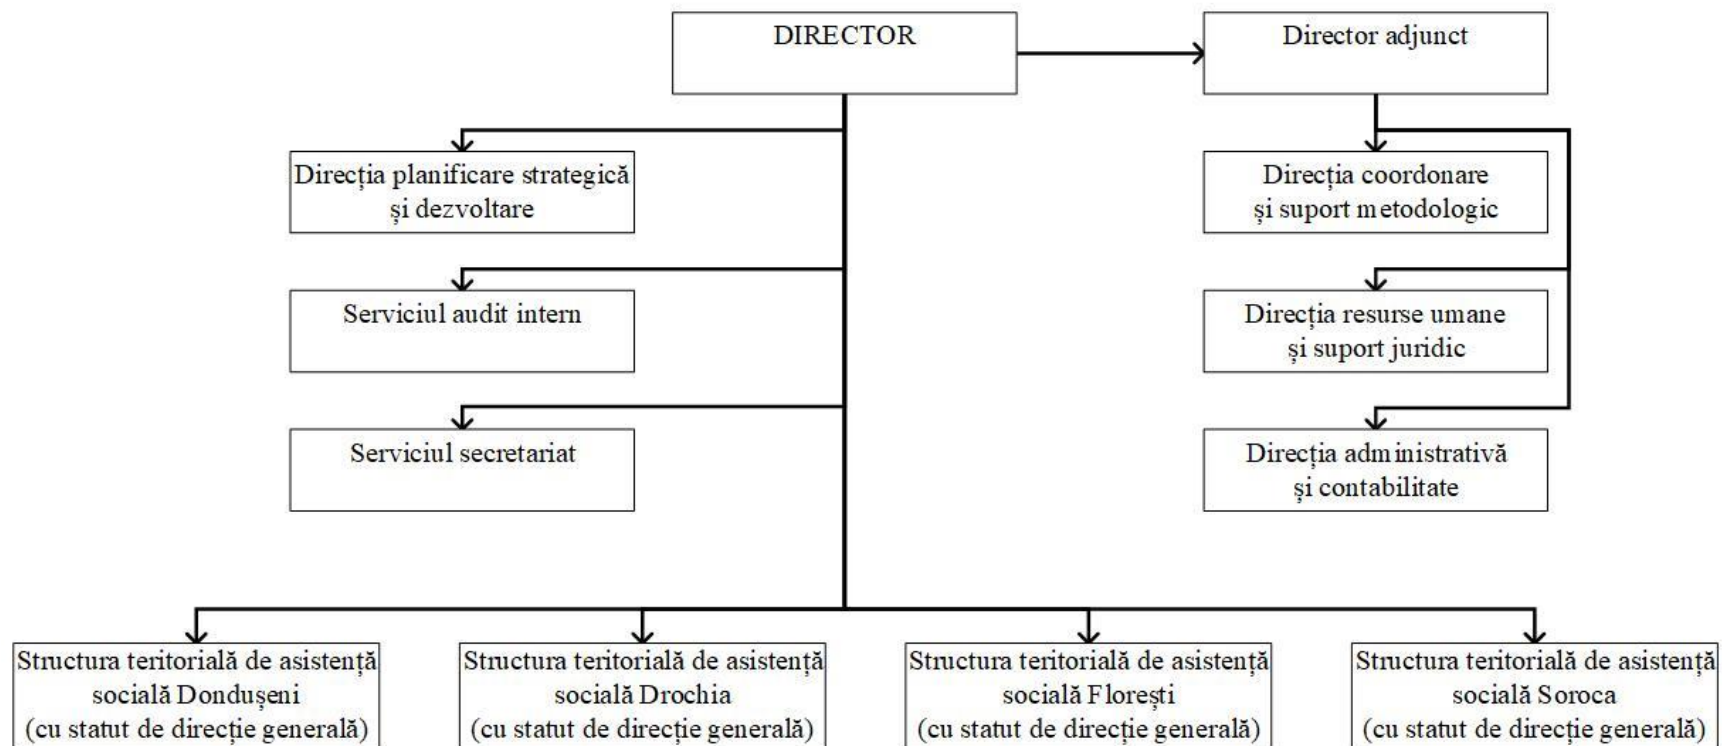 DIRECTOR
Director adjunct
Direcția planificare strategică
și dezvoltare
Direcția coordonare
și suport metodologic
Serviciul audit intern
Direcția resurse umane
și suport juridic
Serviciul secretariat
Direcția administrativă
și contabilitate
Structura teritorială de asistență
socială Dondușeni
(cu statut de direcție generală)
Structura teritorială de asistență
socială Drochia
(cu statut de direcție generală)
Structura teritorială de asistență
socială Florești
(cu statut de direcție generală)
Structura teritorială de asistență
socială Soroca
(cu statut de direcție generală)